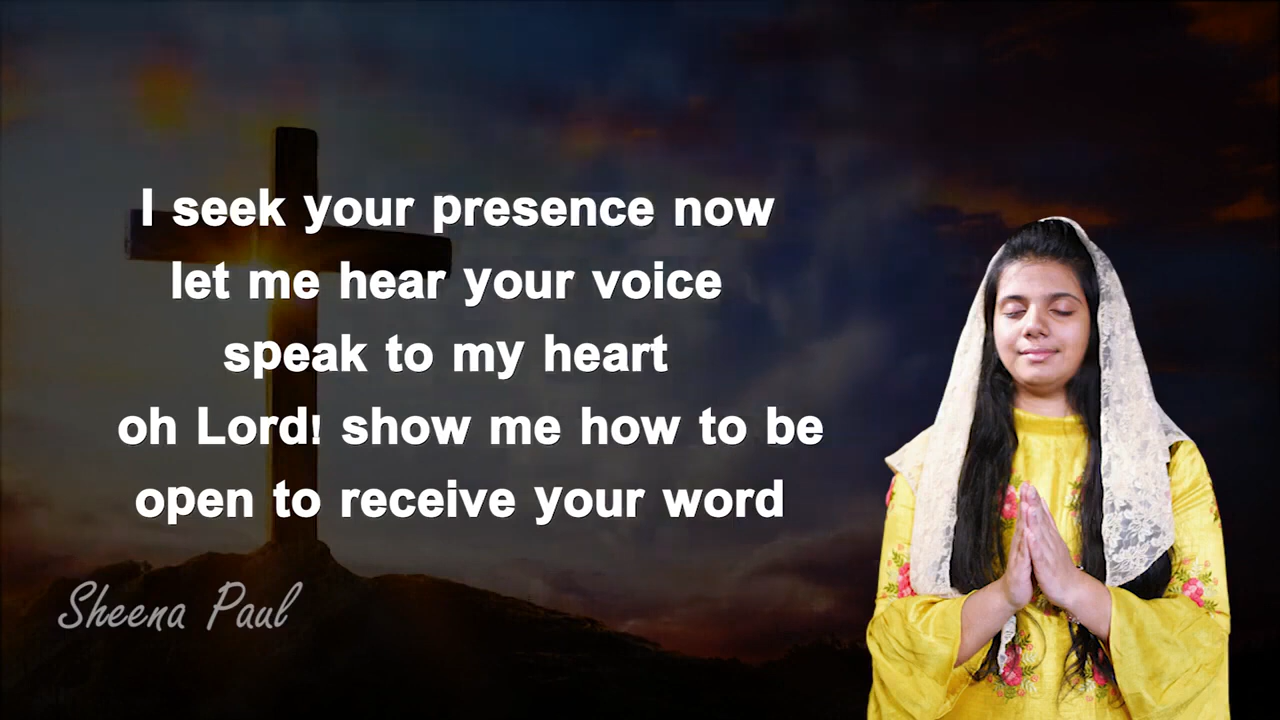 I seek your presence now
let me hear your voice
speak to my heart
oh Lord! show me how to be
open to receive your word
Sheena Paul